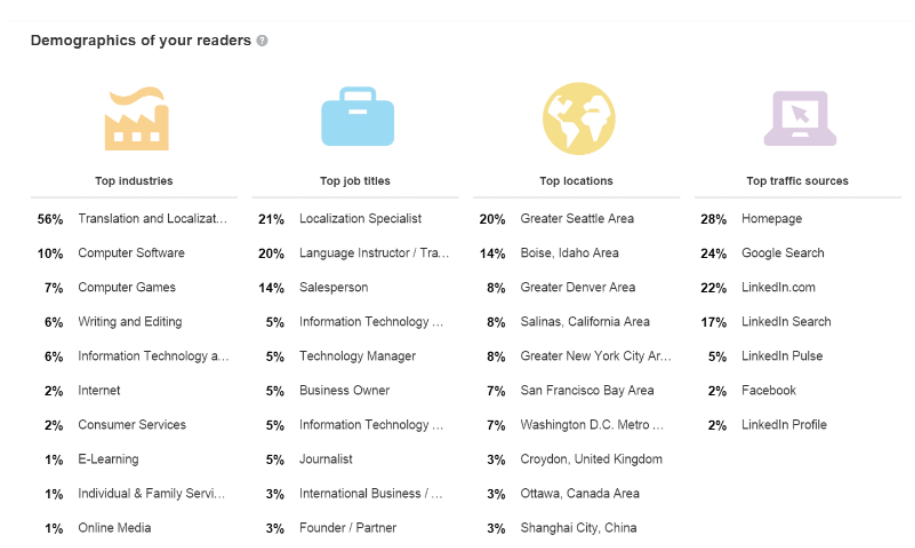 Demographics of your readers ?
Top industries
56% Translation and Localizat...
10% Computer Software
7% Computer Games
6% Writing and Editing
6% Information Technology a...
2% Internet
2% Consumer Services
1% E-Learning
1% Individual & Family Servi...
1% Online Media
Top job titles
21% Localization Specialist
20% Language Instructor / Tra...
14% Salesperson
5% Information Technology ...
5% Technology Manager
5% Business Owner
5% Information Technology ...
5% Journalist
3% International Business / ...
3% Founder / Partner
Top locations
20% Greater Seattle Area
14% Boise, Idaho Area
8% Greater Denver Area
8% Salinas, California Area
8% Greater New York City Ar...
7% San Francisco Bay Area
7% Washington D.C. Metro ...
3% Croydon, United Kingdom
3% Ottawa, Canada Area
3% Shanghai City, China
Top traffic sources
28% Homepage
24% Google Search
22% LinkedIn.com
17% LinkedIn Search
5% LinkedIn Pulse
2% Facebook
2% LinkedIn Profile